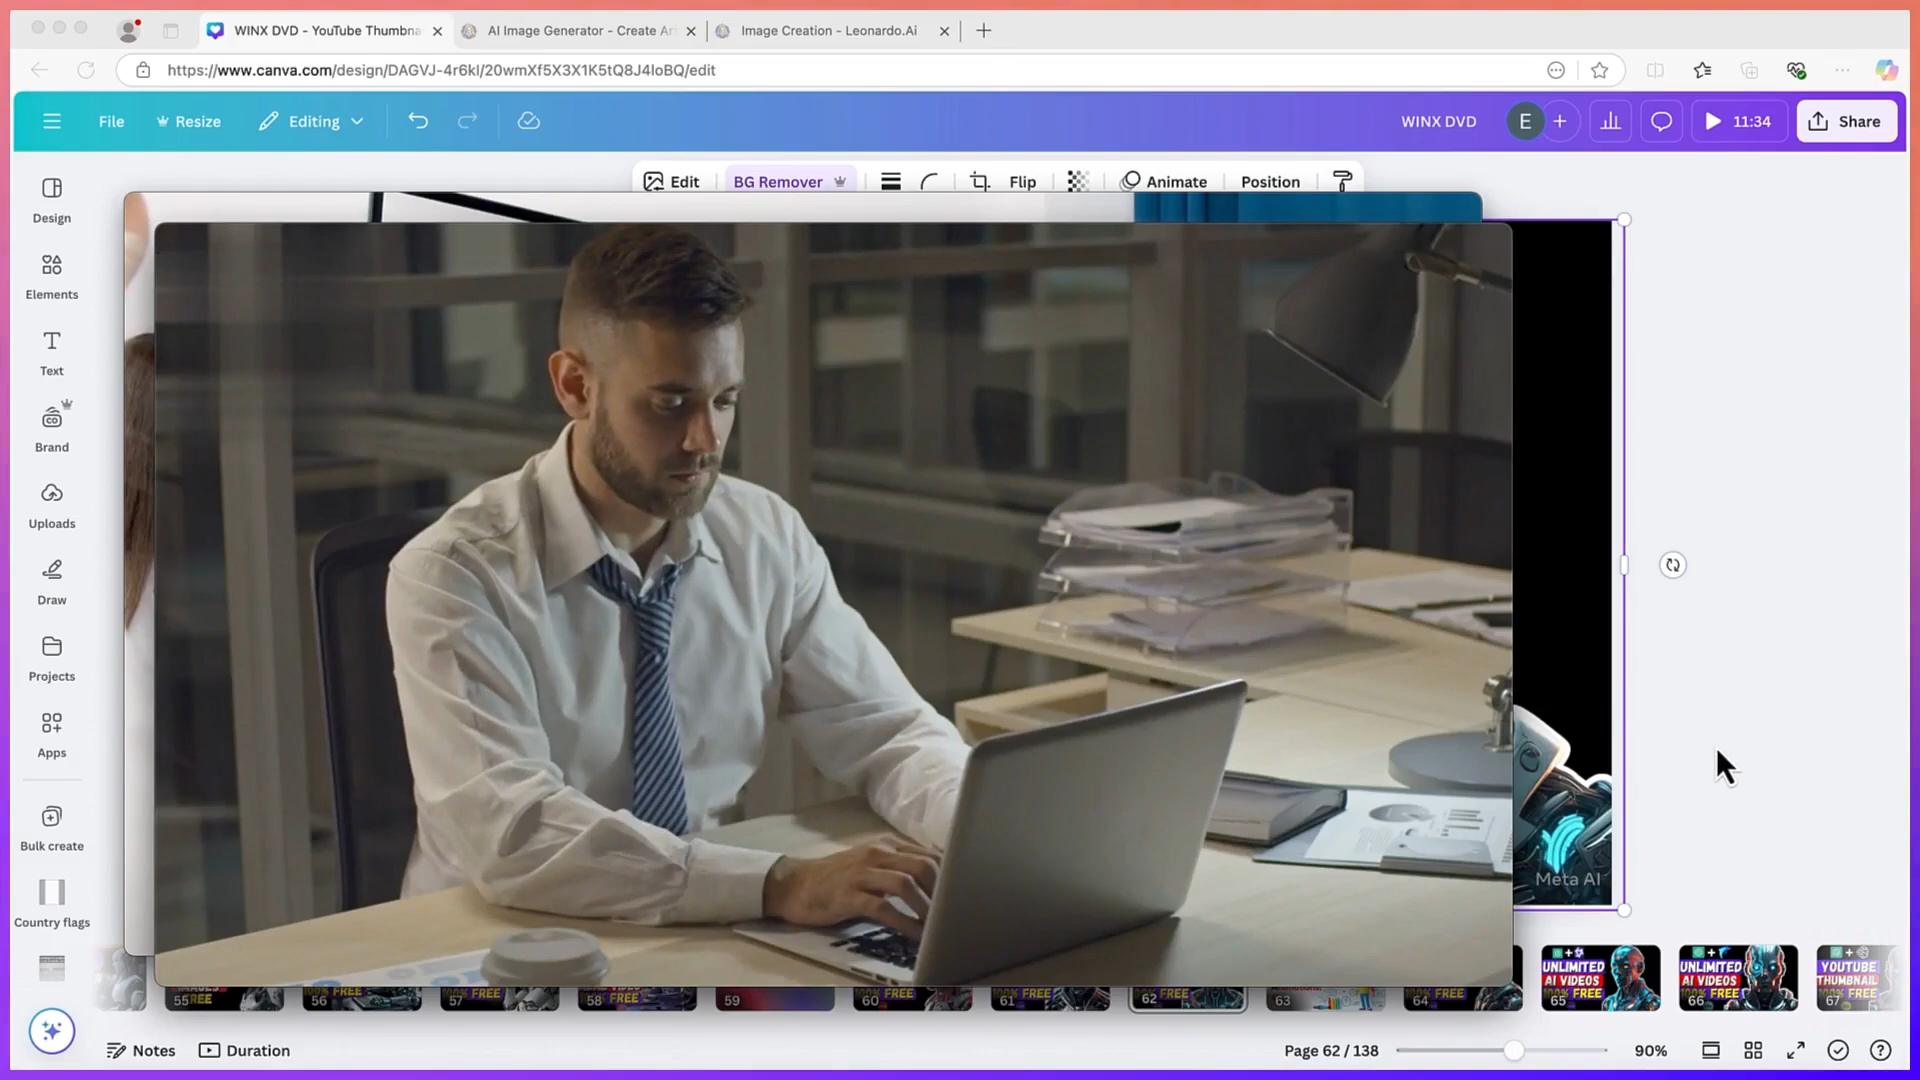 WINX DVD - YouTube Thumbna
AI Image Generator - Create Ar
Image Creation - Leonardo.Ai
https://www.canva.com/design/DAGVJ-4r6kI/20wmXf5X3X1K5tQ8J4IoBQ/edit
File
Resize
Editing
WINX DVD
E
11:34
Share
Edit
BG Remover
Flip
Animate
Position
Design
Elements
Text
Brand
Uploads
Draw
Projects
Apps
Bulk create
Country flags
Meta AI
UNLIMITED
AI VIDEOS
100% FREE
65
UNLIMITED
AI VIDEOS
100% FREE
66
YOUTUBE
THUMBNAIL
67
55
56
57
58
59
60
61
62
63
64
Notes
Duration
Page 62 / 138
90%